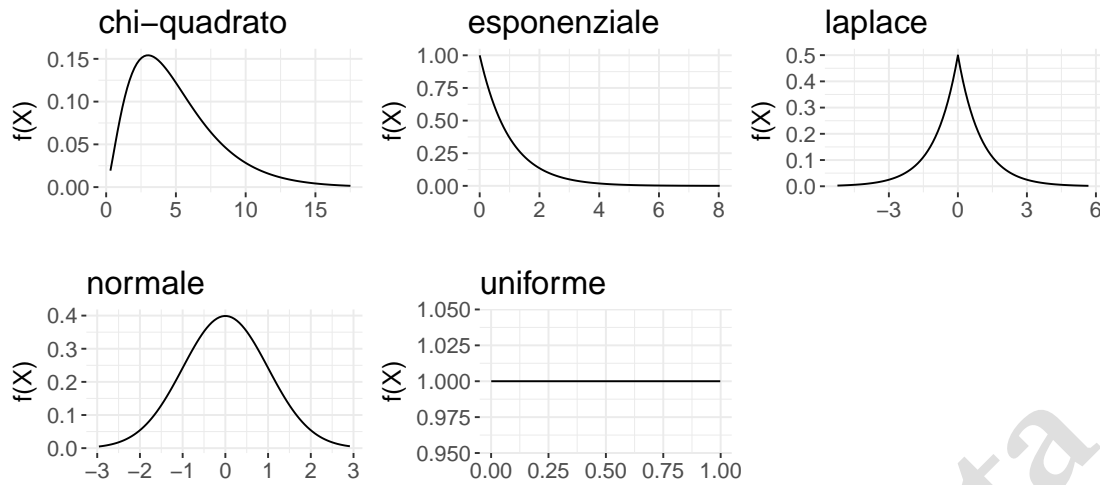 chi−quadrato
f(X)
0.15
0.10
0.05
0.00
0 5 10 15
esponenziale
f(X)
1.00
0.75
0.50
0.25
0.00
0 2 4 6 8
laplace
f(X)
0.5
0.4
0.3
0.2
0.1
0.0
−3 0 3 6
normale
f(X)
0.4
0.3
0.2
0.1
0.0
−3 −2 −1 0 1 2 3
uniforme
f(X)
1.050
1.025
1.000
0.975
0.950
0.00 0.25 0.50 0.75 1.00
ta